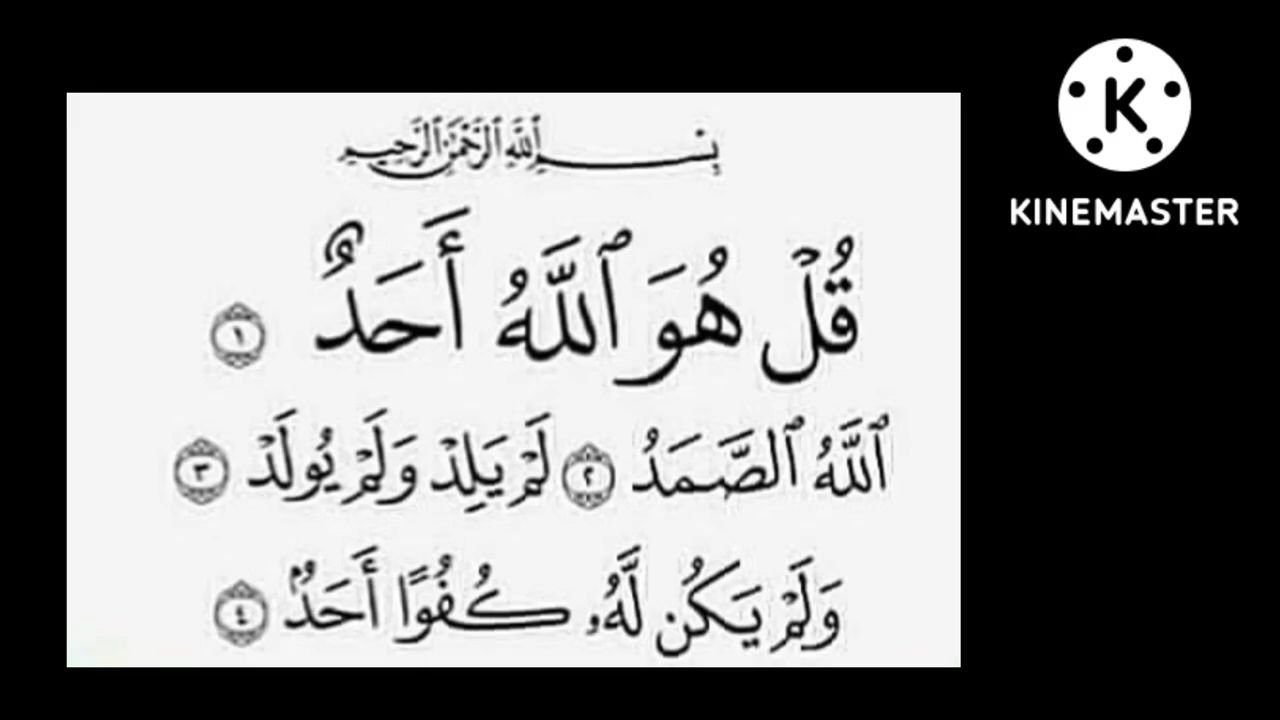 بِسْمِ ٱللَّهِ ٱلرَّحْمَٰنِ ٱلرَّحِيمِ
قُلْ هُوَ ٱللَّهُ أَحَدٌ ١
ٱللَّهُ ٱلصَّمَدُ ٢ لَمْ يَلِدْ وَلَمْ يُولَدْ ٣
وَلَمْ يَكُن لَّهُۥ كُفُوًا أَحَدٌۢ ٤
K
KINEMASTER